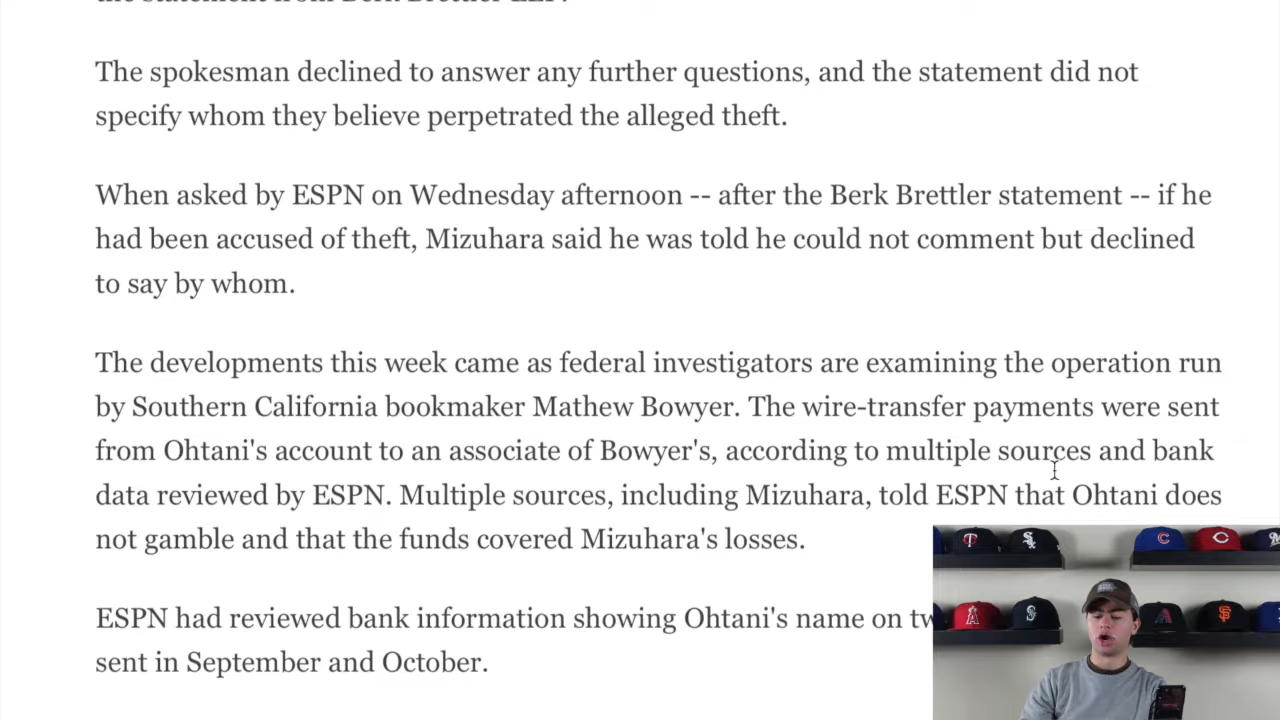 The spokesman declined to answer any further questions, and the statement did not
specify whom they believe perpetrated the alleged theft.
When asked by ESPN on Wednesday afternoon -- after the Berk Brettler statement -- if he
had been accused of theft, Mizuhara said he was told he could not comment but declined
to say by whom.
The developments this week came as federal investigators are examining the operation run
by Southern California bookmaker Mathew Bowyer. The wire-transfer payments were sent
from Ohtani's account to an associate of Bowyer's, according to multiple sources and bank
data reviewed by ESPN. Multiple sources, including Mizuhara, told ESPN that Ohtani does
not gamble and that the funds covered Mizuhara's losses.
ESPN had reviewed bank information showing Ohtani's name on
sent in September and October.